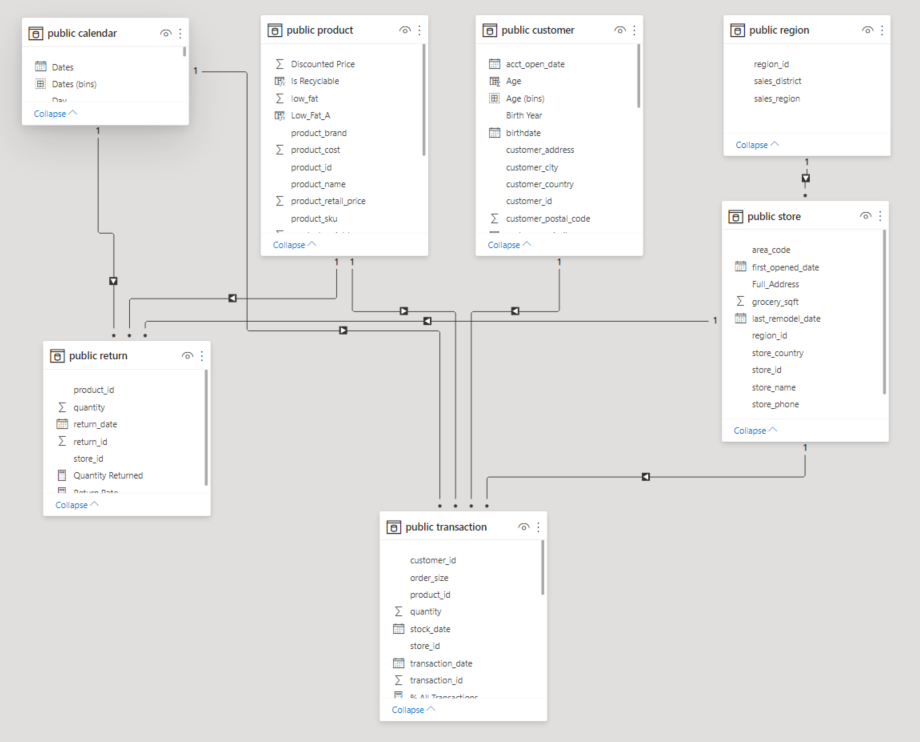 public calendar
Dates
Dates (bins)
Day
Collapse
public product
Discounted Price
Is Recyclable
low_fat
Low_Fat_A
product_brand
product_cost
product_id
product_name
product_retail_price
product_sku
Collapse
public customer
acct_open_date
Age
Age (bins)
Birth Year
birthdate
customer_address
customer_city
customer_country
customer_id
customer_postal_code
Collapse
public region
region_id
sales_district
sales_region
Collapse
1
1
1
1
1
1
1
1
*
*
*
*
public store
area_code
first_opened_date
Full_Address
grocery_sqft
last_remodel_date
region_id
store_country
store_id
store_name
store_phone
Collapse
public return
product_id
quantity
return_date
return_id
store_id
Quantity Returned
Return Rate
Collapse
*
*
*
*
public transaction
customer_id
order_size
product_id
quantity
stock_date
store_id
transaction_date
transaction_id
% All Transactions
Collapse